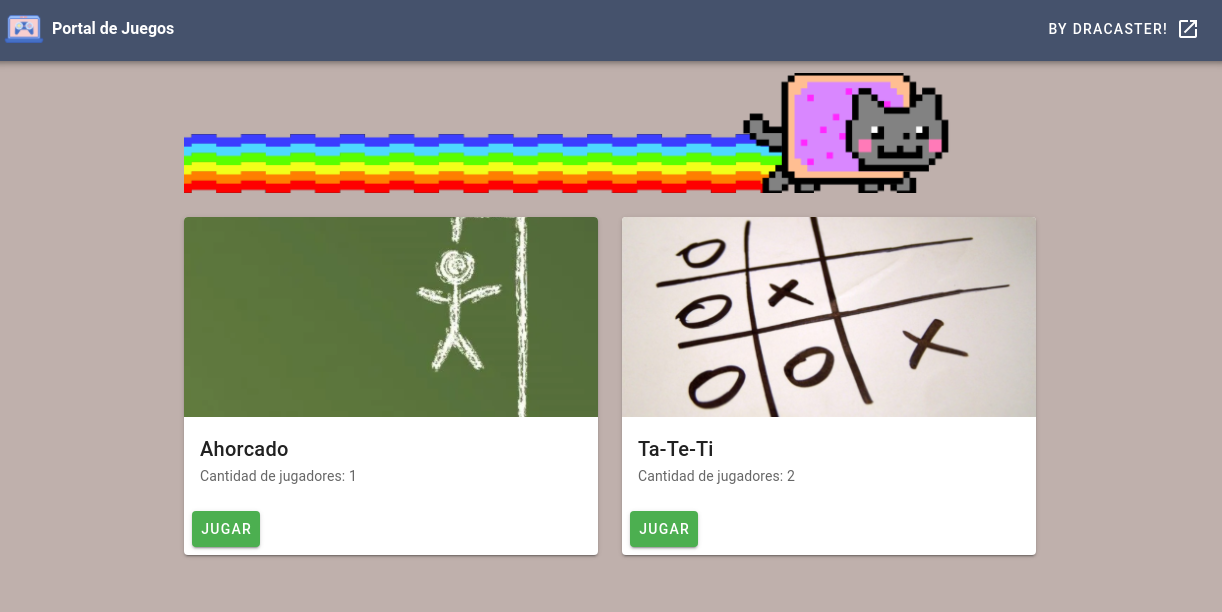 Portal de Juegos
BY DRACASTER!
Ahorcado
Cantidad de jugadores: 1
JUGAR
Ta-Te-Ti
Cantidad de jugadores: 2
JUGAR